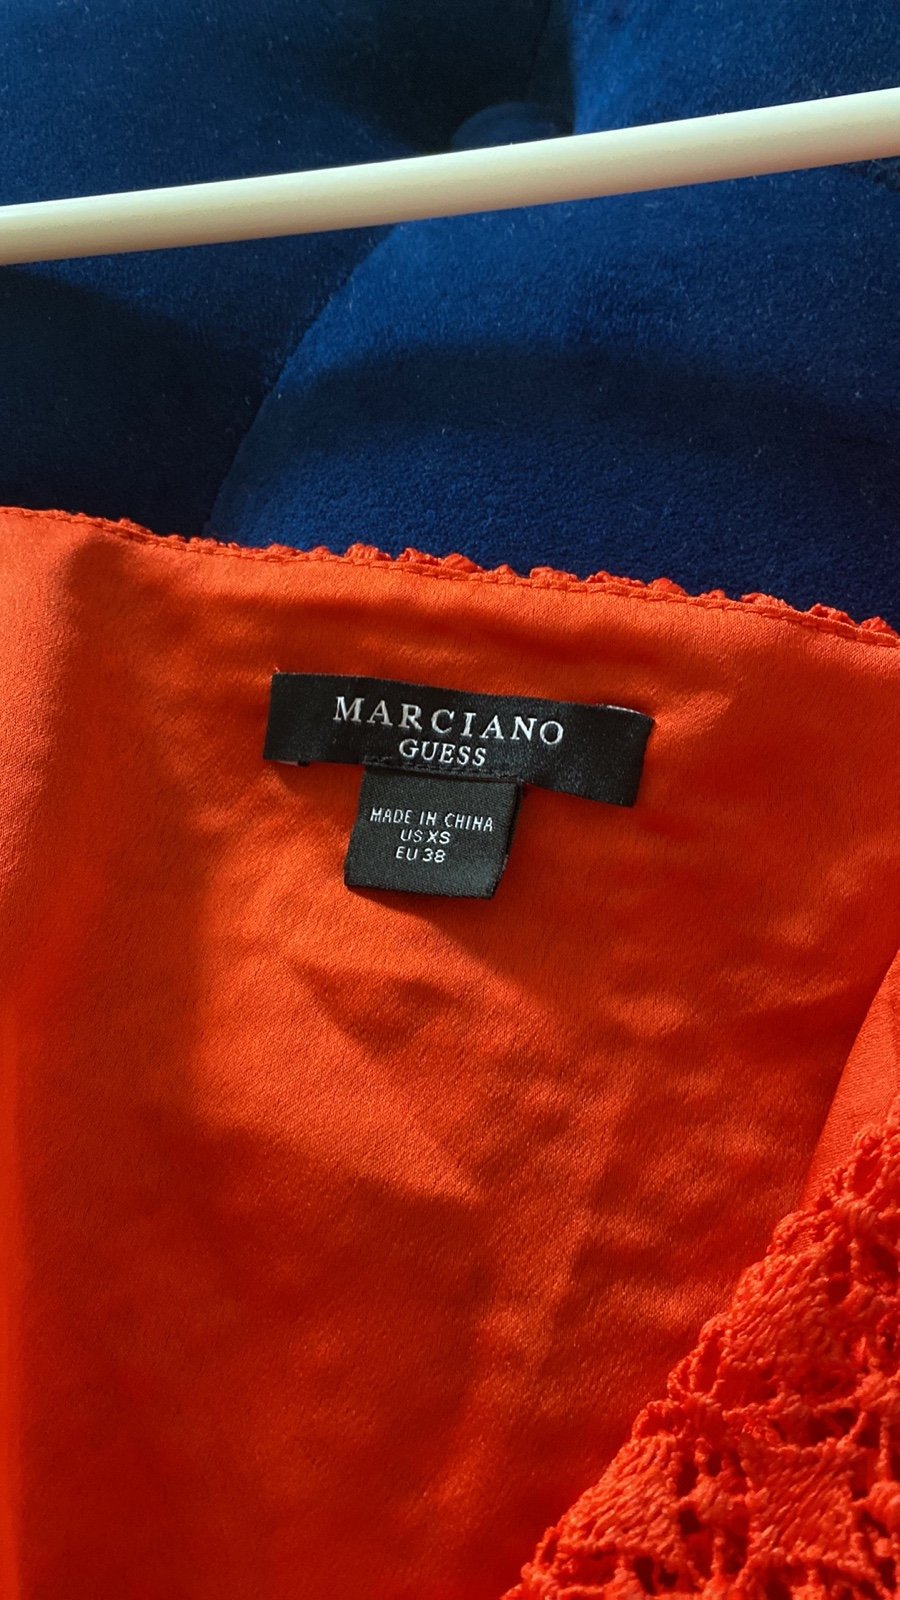 MARCIANO
GUESS
MADE IN CHINA
US XS
EU 38